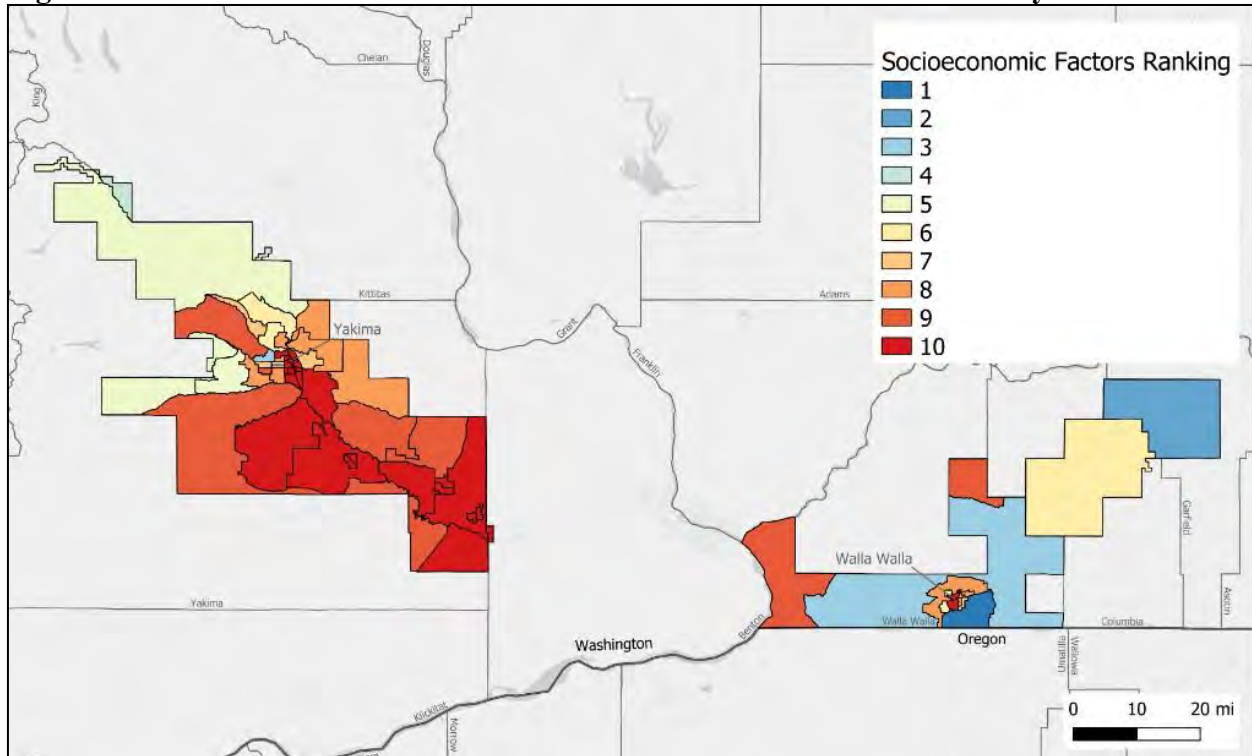 Chelan
Douglas
King
Socioeconomic Factors Ranking
1
2
3
4
5
6
7
8
9
10
Kittitas
Adams
Yakima
Grant
Franklin
Garfield
Walla Walla
Asotin
Yakima
Walla Walla
Columbia
Benton
Washington
Oregon
Umatilla
Wallowa
Klickitat
Morrow
0 10 20 mi